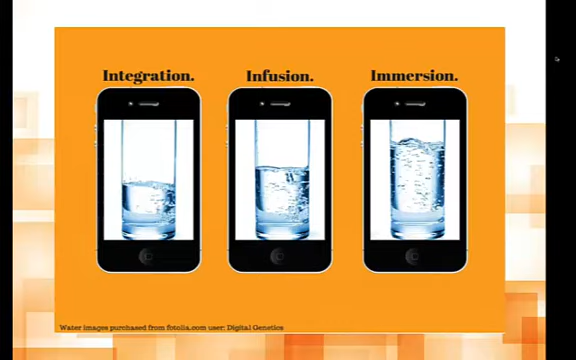 Integration.
Infusion.
Immersion.
Water images purchased from fotolia.com user: Digital Genetics